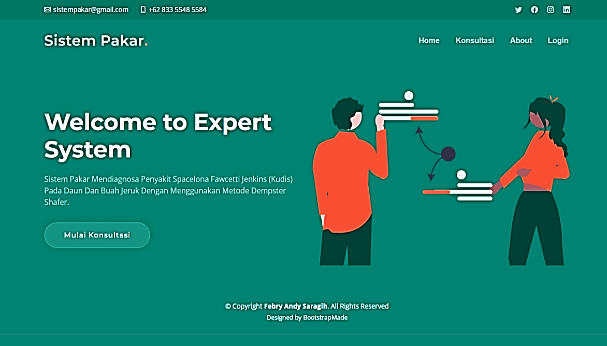 sistempakar@gmail.com +62 833 5548 5584
Sistem Pakar.
Home Konsultasi About Login
Welcome to Expert
System
Sistem Pakar Mendiagnosa Penyakit Spacelona Fawcetti Jenkins (Kudis)
Pada Daun Dan Buah Jeruk Dengan Menggunakan Metode Dempster
Shafer.
Mulai Konsultasi
© Copyright Febry Andy Saragih. All Rights Reserved
Designed by BootstrapMade